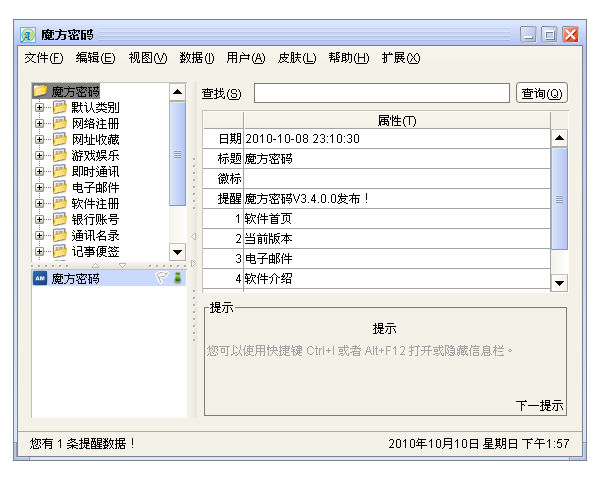 魔方密码
文件(F) 编辑(E) 视图(V) 数据(I) 用户(A) 皮肤(L) 帮助(H) 扩展(X)
魔方密码
默认类别
网络注册
网址收藏
游戏娱乐
即时通讯
电子邮件
软件注册
银行账号
通讯名录
记事便签
AM 魔方密码
查找(S) 查询(Q)
属性(T)
日期 2010-10-08 23:10:30
标题 魔方密码
徽标
提醒 魔方密码V3.4.0.0发布！
1 软件首页
2 当前版本
3 电子邮件
4 软件介绍
提示
提示
您可以使用快捷键 Ctrl+I 或者 Alt+F12 打开或隐藏信息栏。
下一提示
您有 1 条提醒数据！ 2010年10月10日 星期日 下午1:57